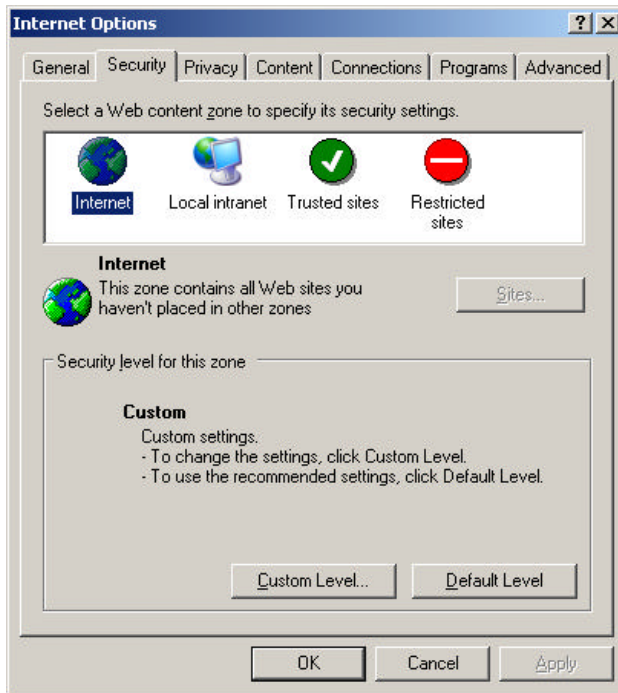 Internet Options
General Security Privacy Content Connections Programs Advanced
Select a Web content zone to specify its security settings.
Internet Local intranet Trusted sites Restricted
sites
Internet
This zone contains all Web sites you
haven't placed in other zones
Sites...
Security level for this zone
Custom
Custom settings.
- To change the settings, click Custom Level.
- To use the recommended settings, click Default Level.
Custom Level... Default Level
OK Cancel Apply